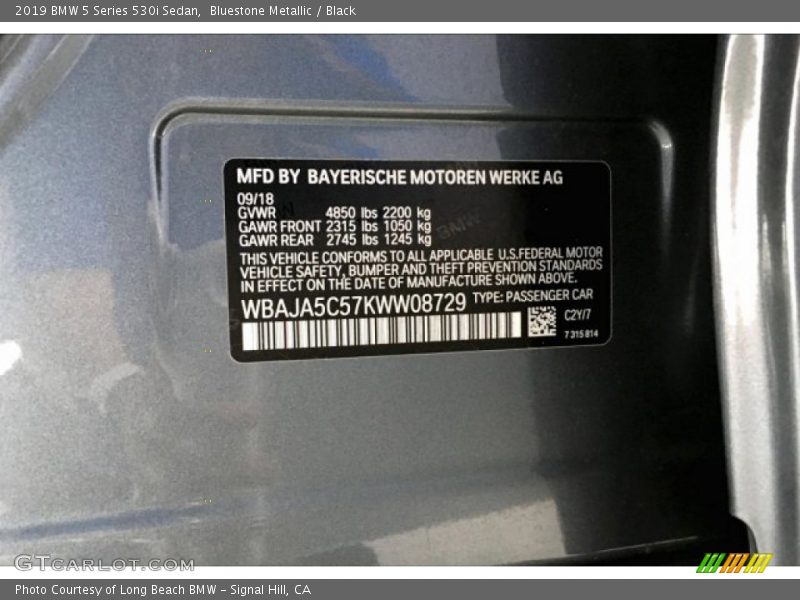 2019 BMW 5 Series 530i Sedan, Bluestone Metallic / Black
MFD BY BAYERISCHE MOTOREN WERKE AG
09/18
GVWR 4850 lbs 2200 kg
GAWR FRONT 2315 lbs 1050 kg
GAWR REAR 2745 lbs 1245 kg
THIS VEHICLE CONFORMS TO ALL APPLICABLE U.S.FEDERAL MOTOR
VEHICLE SAFETY, BUMPER AND THEFT PREVENTION STANDARDS
IN EFFECT ON THE DATE OF MANUFACTURE SHOWN ABOVE.
WBAJA5C57KWW08729 TYPE: PASSENGER CAR
C2Y/7
7315814
GTCARLOT.COM
Photo Courtesy of Long Beach BMW - Signal Hill, CA